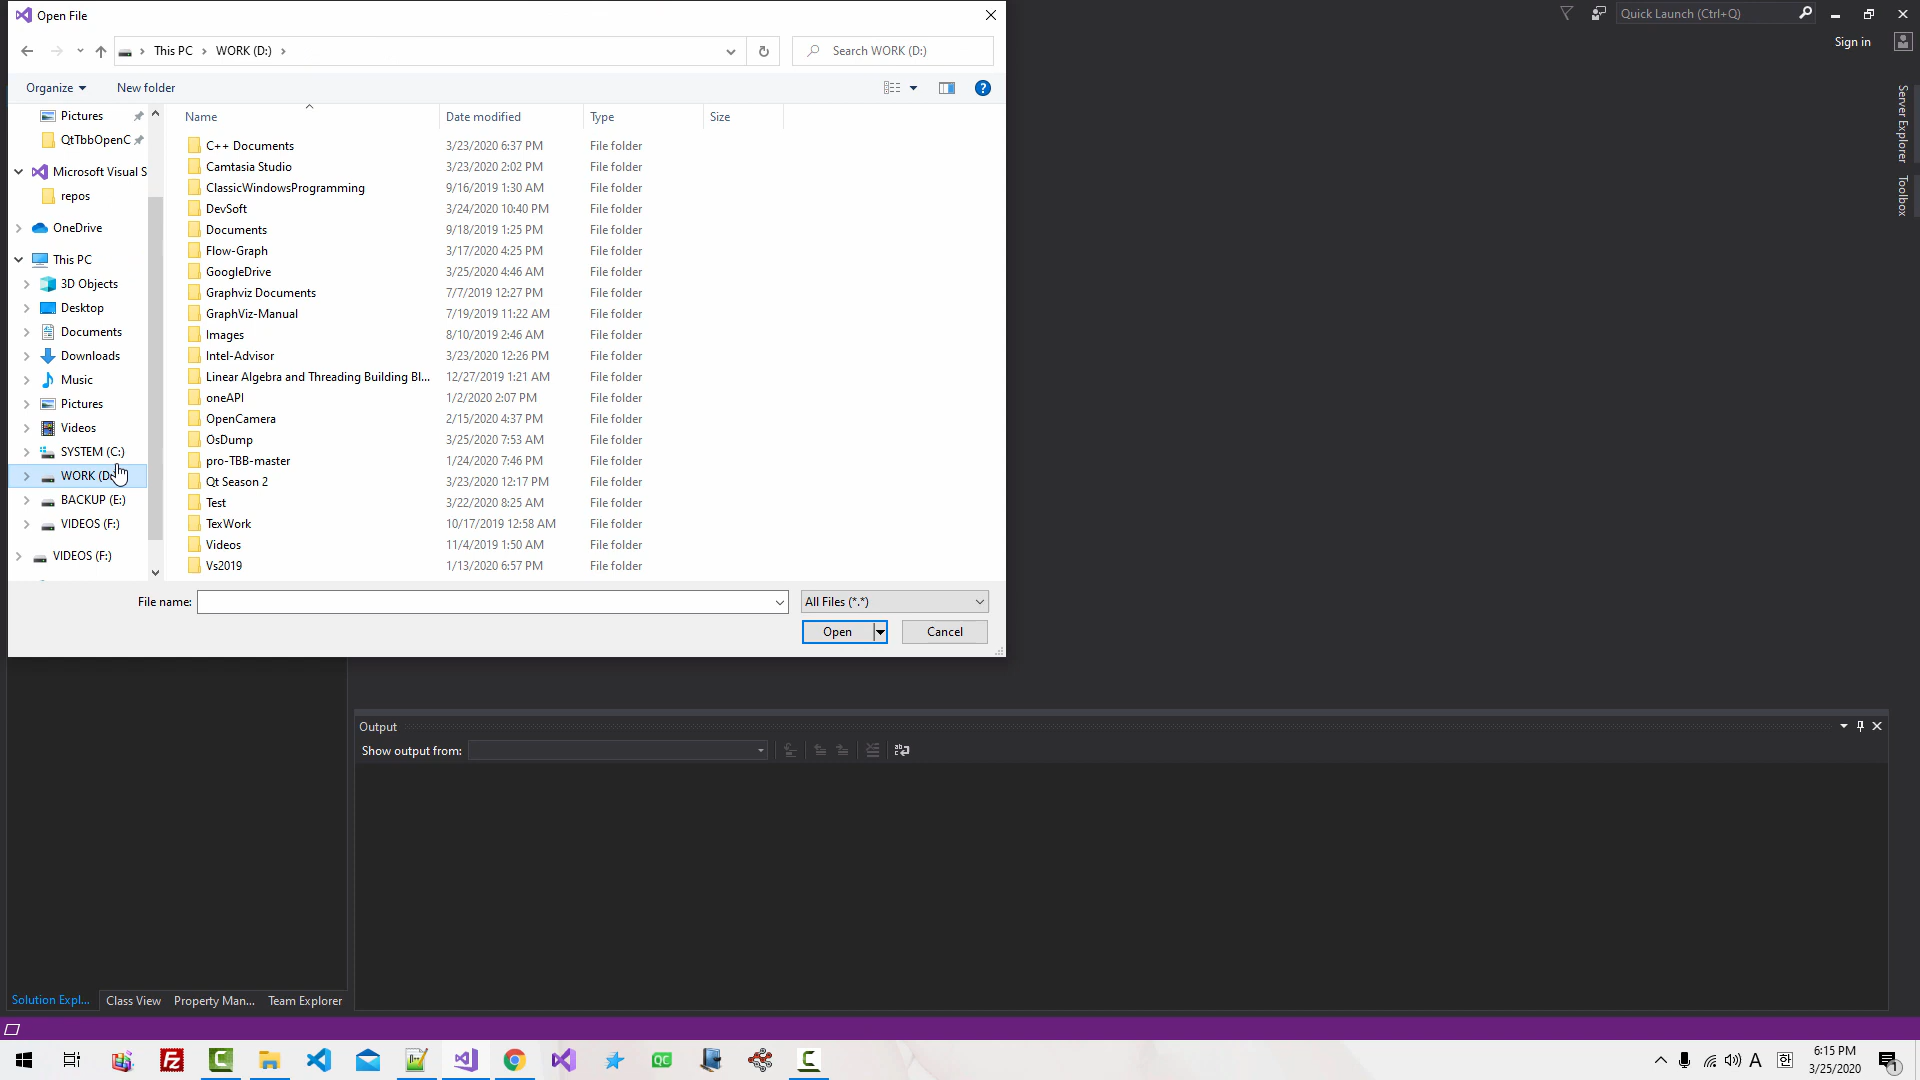 Open File
Quick Launch (Ctrl+Q)
This PC > WORK (D:) >
Search WORK (D:)
Sign in
Organize
New folder
Server Explorer
Toolbox
Name
Date modified
Type
Size
Pictures
QtTbbOpenC
Microsoft Visual S
repos
OneDrive
This PC
3D Objects
Desktop
Documents
Downloads
Music
Pictures
Videos
SYSTEM (C:)
WORK (D:
BACKUP (E:)
VIDEOS (F:)
VIDEOS (F:)
C++ Documents 3/23/2020 6:37 PM File folder
Camtasia Studio 3/23/2020 2:02 PM File folder
ClassicWindowsProgramming 9/16/2019 1:30 AM File folder
DevSoft 3/24/2020 10:40 PM File folder
Documents 9/18/2019 1:25 PM File folder
Flow-Graph 3/17/2020 4:25 PM File folder
GoogleDrive 3/25/2020 4:46 AM File folder
Graphviz Documents 7/7/2019 12:27 PM File folder
GraphViz-Manual 7/19/2019 11:22 AM File folder
Images 8/10/2019 2:46 AM File folder
Intel-Advisor 3/23/2020 12:26 PM File folder
Linear Algebra and Threading Building Bl... 12/27/2019 1:21 AM File folder
oneAPI 1/2/2020 2:07 PM File folder
OpenCamera 2/15/2020 4:37 PM File folder
OsDump 3/25/2020 7:53 AM File folder
pro-TBB-master 1/24/2020 7:46 PM File folder
Qt Season 2 3/23/2020 12:17 PM File folder
Test 3/22/2020 8:25 AM File folder
TexWork 10/17/2019 12:58 AM File folder
Videos 11/4/2019 1:50 AM File folder
Vs2019 1/13/2020 6:57 PM File folder
File name:
All Files (*.*)
Open
Cancel
Output
Show output from:
Solution Expl...
Class View
Property Man...
Team Explorer
A
한
6:15 PM
3/25/2020
1